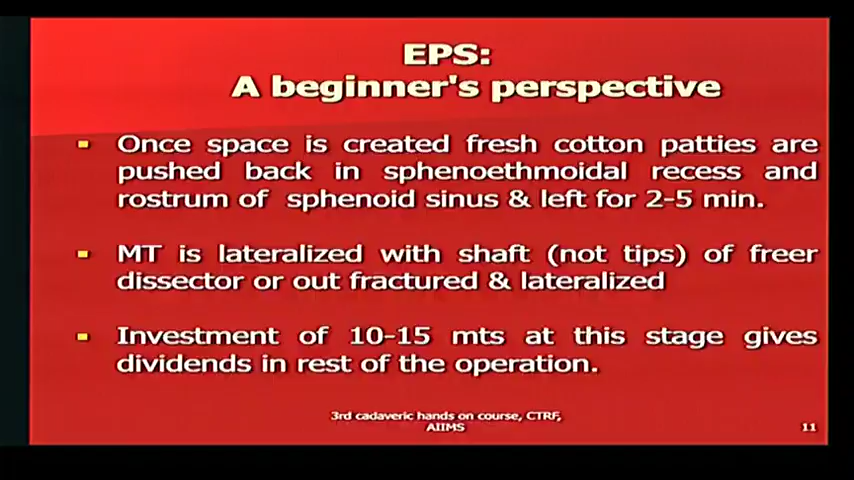 EPS:
A beginner's perspective
Once space is created fresh cotton patties are
pushed back in sphenoethmoidal recess and
rostrum of sphenoid sinus & left for 2-5 min.
MT is lateralized with shaft (not tips) of freer
dissector or out fractured & lateralized
Investment of 10-15 mts at this stage gives
dividends in rest of the operation.
3rd cadaveric hands on course, CTRF,
AIIMS
11